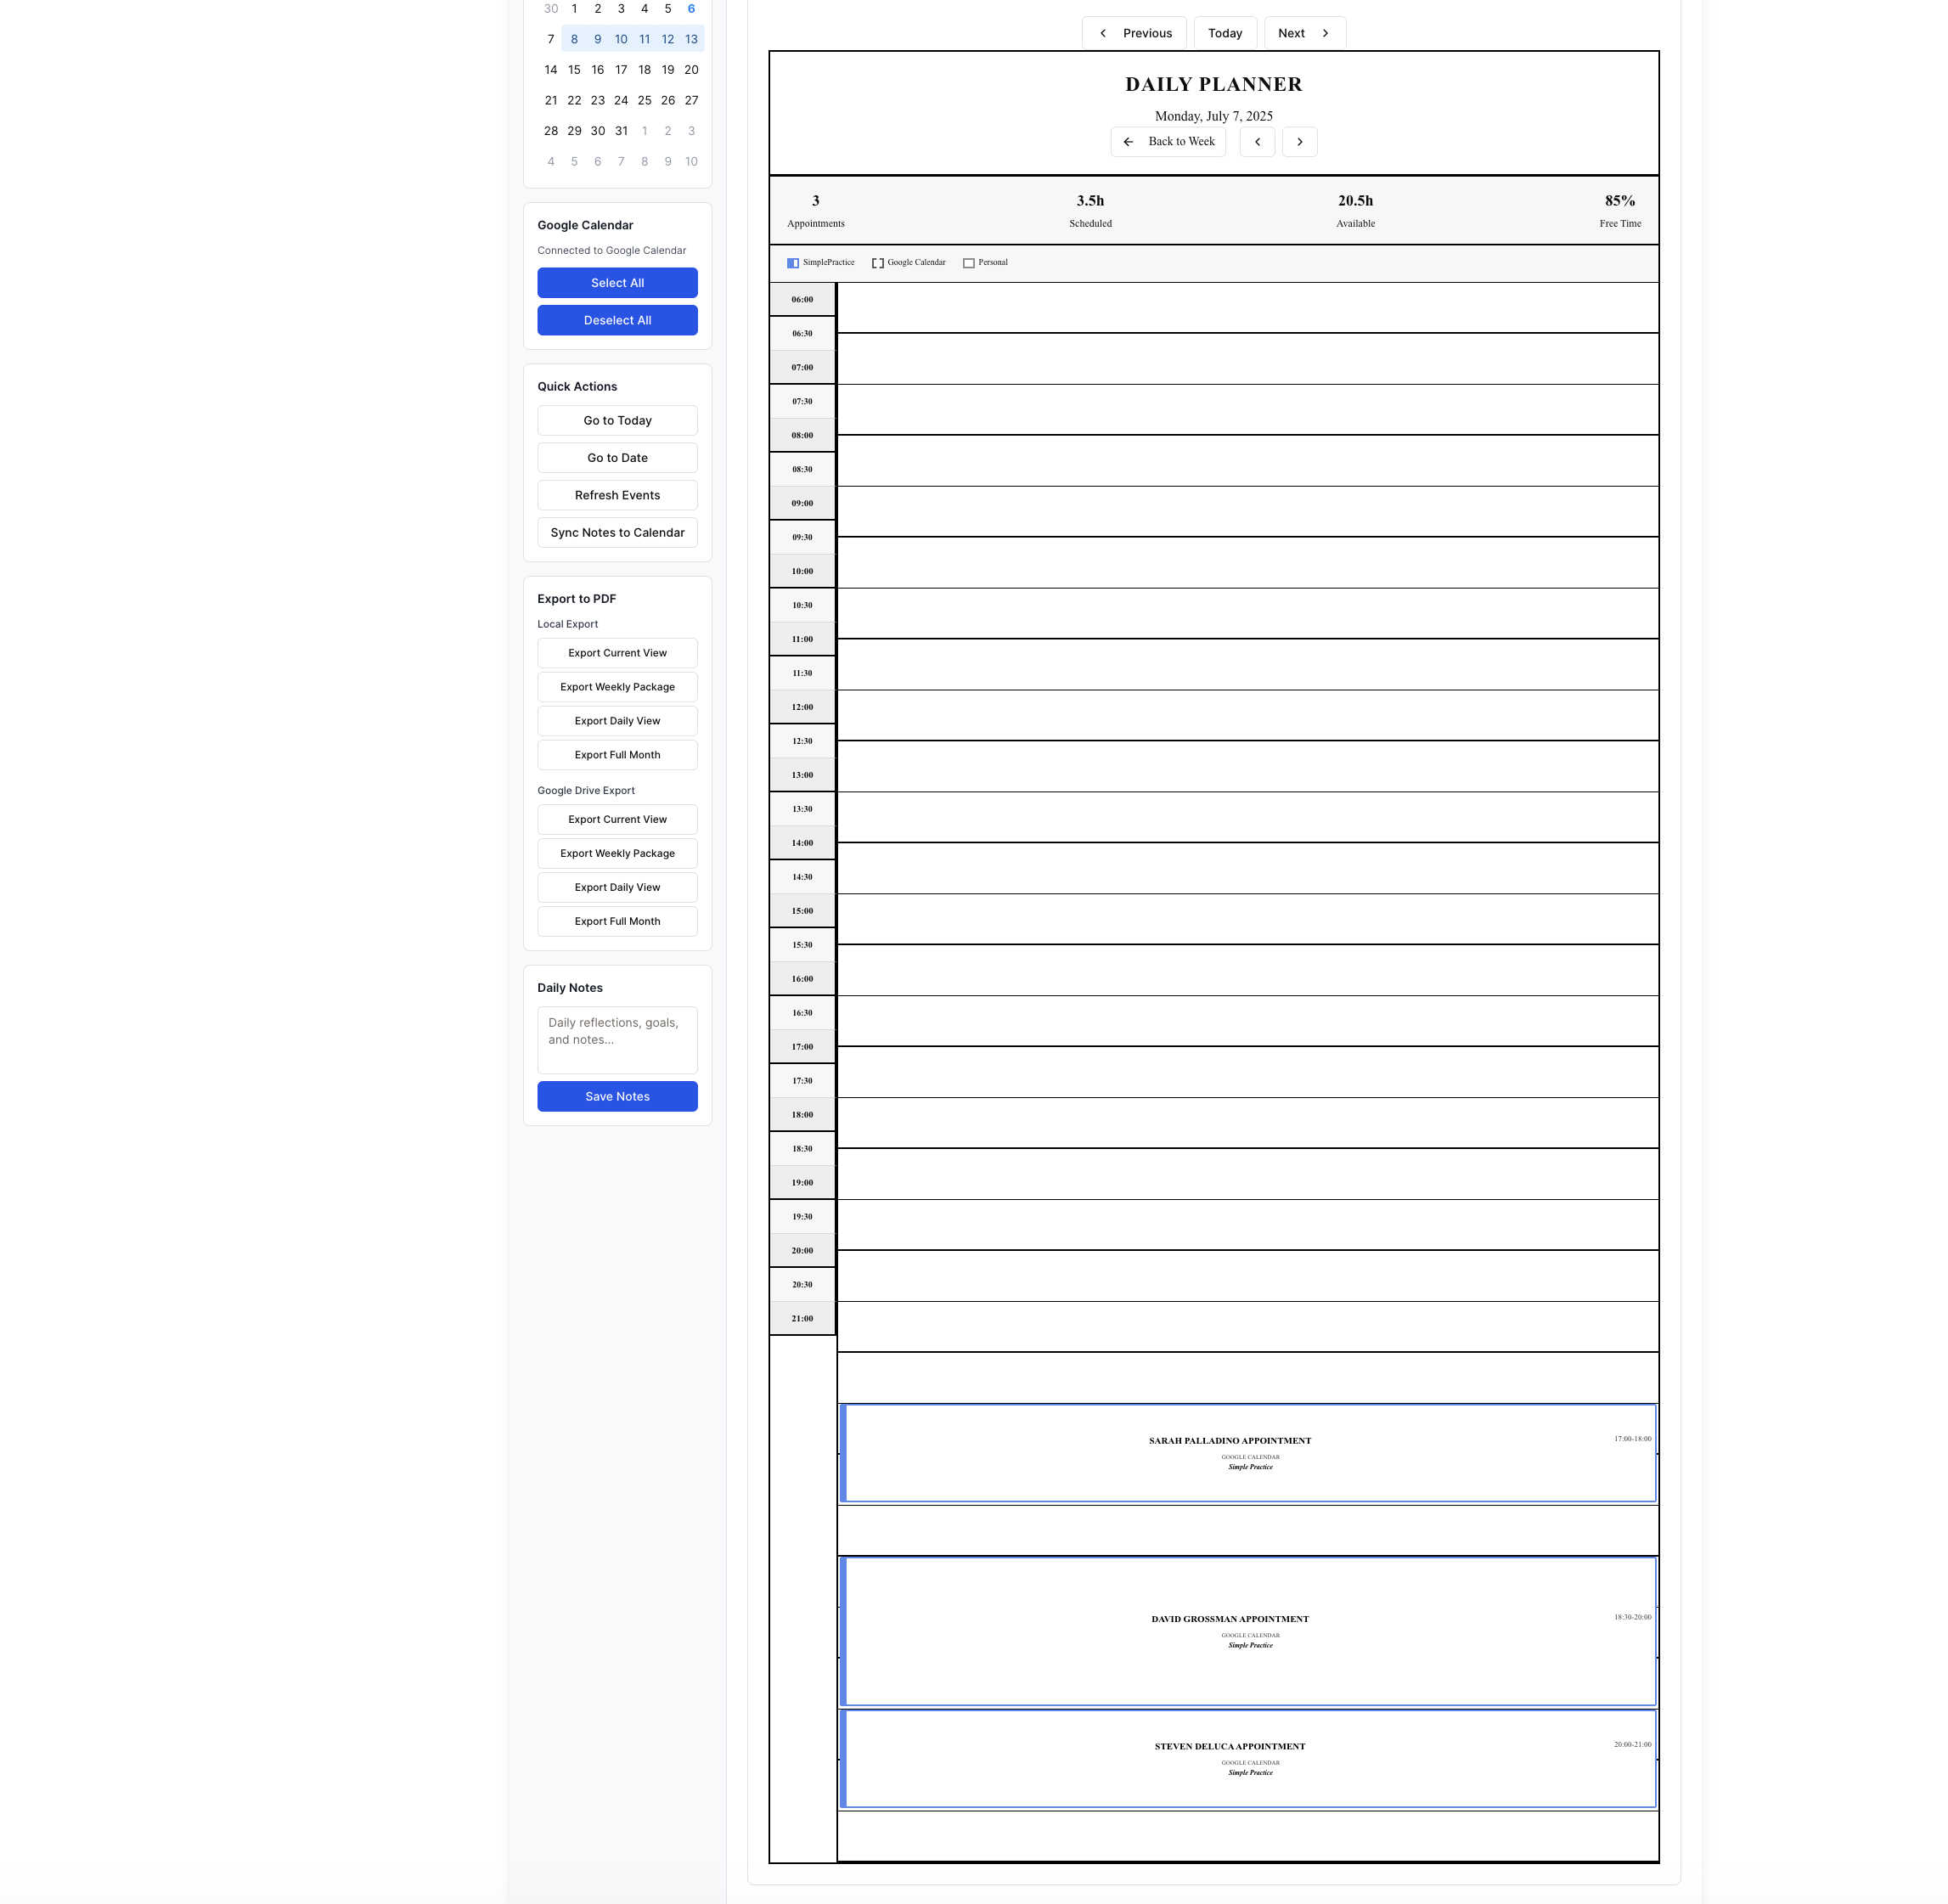 30 1 2 3 4 5 6
7 8 9 10 11 12 13
14 15 16 17 18 19 20
21 22 23 24 25 26 27
28 29 30 31 1 2 3
4 5 6 7 8 9 10
Google Calendar
Connected to Google Calendar
Select All
Deselect All
Quick Actions
Go to Today
Go to Date
Refresh Events
Sync Notes to Calendar
Export to PDF
Local Export
Export Current View
Export Weekly Package
Export Daily View
Export Full Month
Google Drive Export
Export Current View
Export Weekly Package
Export Daily View
Export Full Month
Daily Notes
Daily reflections, goals,
and notes...
Save Notes
Previous Today Next
DAILY PLANNER
Monday, July 7, 2025
Back to Week
3 3.5h 20.5h 85%
Appointments Scheduled Available Free Time
SimplePractice Google Calendar Personal
06:00
06:30
07:00
07:30
08:00
08:30
09:00
09:30
10:00
10:30
11:00
11:30
12:00
12:30
13:00
13:30
14:00
14:30
15:00
15:30
16:00
16:30
17:00
17:30
18:00
18:30
19:00
19:30
20:00
20:30
21:00
SARAH PALLADINO APPOINTMENT 17:00-18:00
GOOGLE CALENDAR
Simple Practice
DAVID GROSSMAN APPOINTMENT 18:30-20:00
GOOGLE CALENDAR
Simple Practice
STEVEN DELUCA APPOINTMENT 20:00-21:00
GOOGLE CALENDAR
Simple Practice